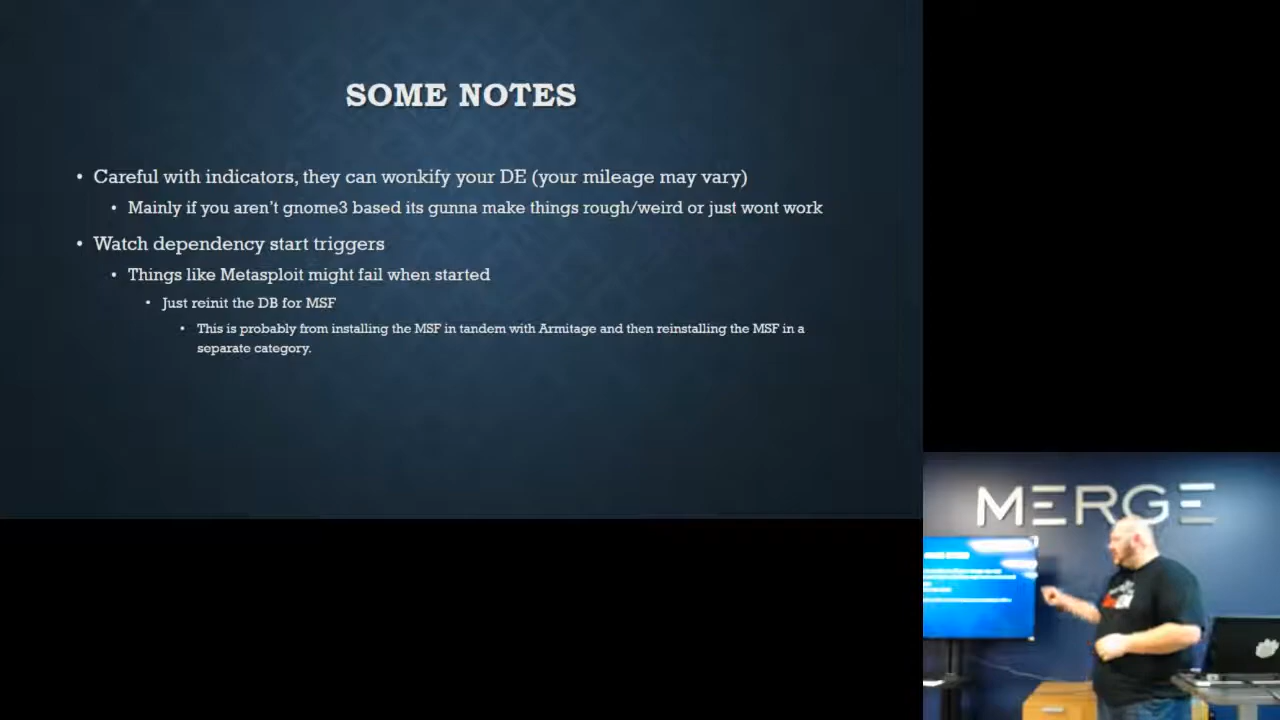 SOME NOTES
• Careful with indicators, they can wonkify your DE (your mileage may vary)
• Mainly if you aren't gnome3 based its gunna make things rough/weird or just wont work
• Watch dependency start triggers
• Things like Metasploit might fail when started
• Just reinit the DB for MSF
• This is probably from installing the MSF in tandem with Armitage and then reinstalling the MSF in a
separate category.
MERGE